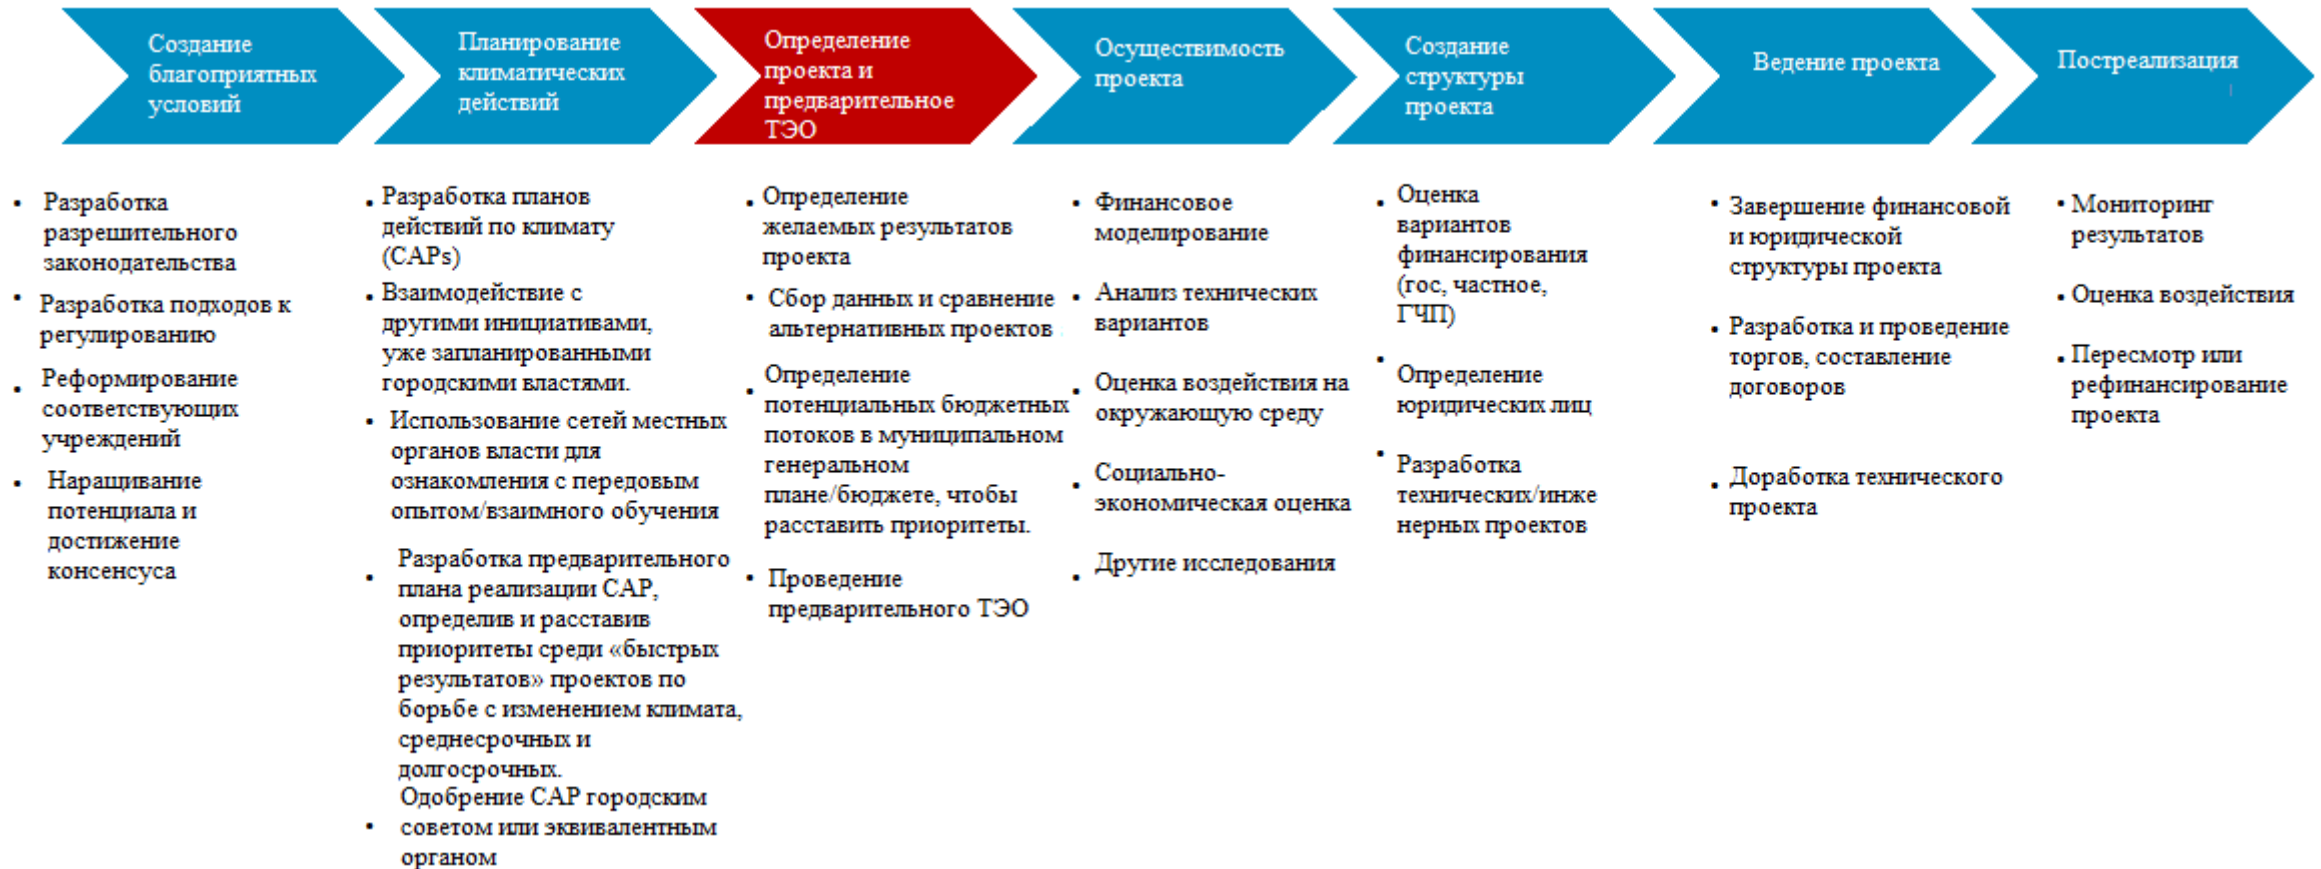 Создание
благоприятных
условий
Планирование
климатических
действий
Определение
проекта и
предварительное
ТЭО
Осуществимость
проекта
Создание
структуры
проекта
Ведение проекта
Постреализация
• Разработка
разрешительного
законодательства
• Разработка подходов к
регулированию
• Реформирование
соответствующих
учреждений
• Наращивание
потенциала и
достижение
консенсуса
• Разработка планов
действий по климату
(CAPs)
• Взаимодействие с
другими инициативами,
уже запланированными
городскими властями.
• Использование сетей местных
органов власти для
ознакомления с передовым
опытом/взаимного обучения
• Разработка предварительного
плана реализации CAP,
определив и расставив
приоритеты среди «быстрых
результатов» проектов по
борьбе с изменением климата,
среднесрочных и
долгосрочных.
• Одобрение CAP городским
советом или эквивалентным
органом
• Определение
желаемых результатов
проекта
• Сбор данных и сравнение
альтернативных проектов
• Определение
потенциальных бюджетных
потоков в муниципальном
генеральном
плане/бюджете, чтобы
расставить приоритеты.
• Проведение
предварительного ТЭО
• Финансовое
моделирование
• Анализ технических
вариантов
• Оценка воздействия на
окружающую среду
• Социально-
экономическая оценка
• Другие исследования
• Оценка
вариантов
финансирования
(гос, частное,
ГЧП)
• Определение
юридических лиц
• Разработка
технических/инже
нерных проектов
• Завершение финансовой
и юридической
структуры проекта
• Разработка и проведение
торгов, составление
договоров
• Доработка технического
проекта
• Мониторинг
результатов
• Оценка воздействия
• Пересмотр или
рефинансирование
проекта